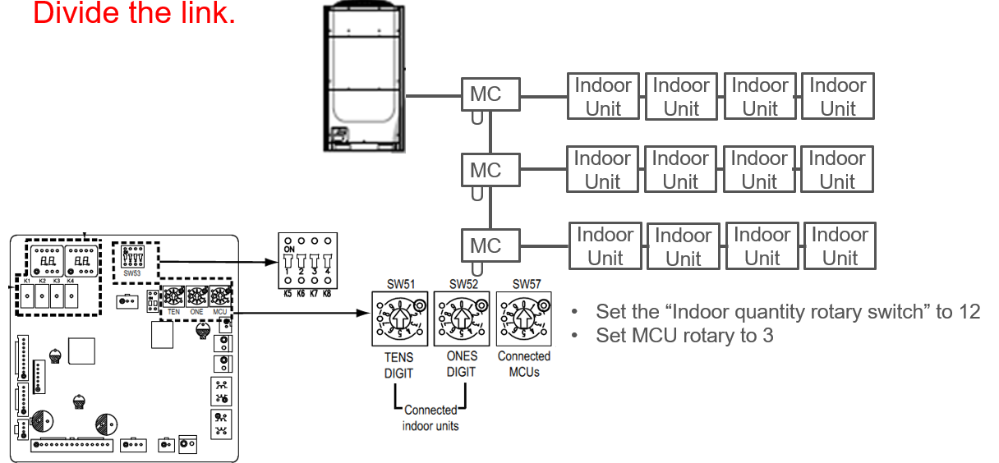 Divide the link.
MC
U
Indoor
Unit
Indoor
Unit
Indoor
Unit
Indoor
Unit
MC
U
Indoor
Unit
Indoor
Unit
Indoor
Unit
Indoor
Unit
MC
U
Indoor
Unit
Indoor
Unit
Indoor
Unit
Indoor
Unit
K1 K2 K3 K4
SW53
TEN ONE MCU
ON
1 2 3 4
K5 K6 K7 K8
SW51 SW52 SW57
TENS
DIGIT
ONES
DIGIT
Connected
MCUs
Connected
indoor units
• Set the “Indoor quantity rotary switch” to 12
• Set MCU rotary to 3